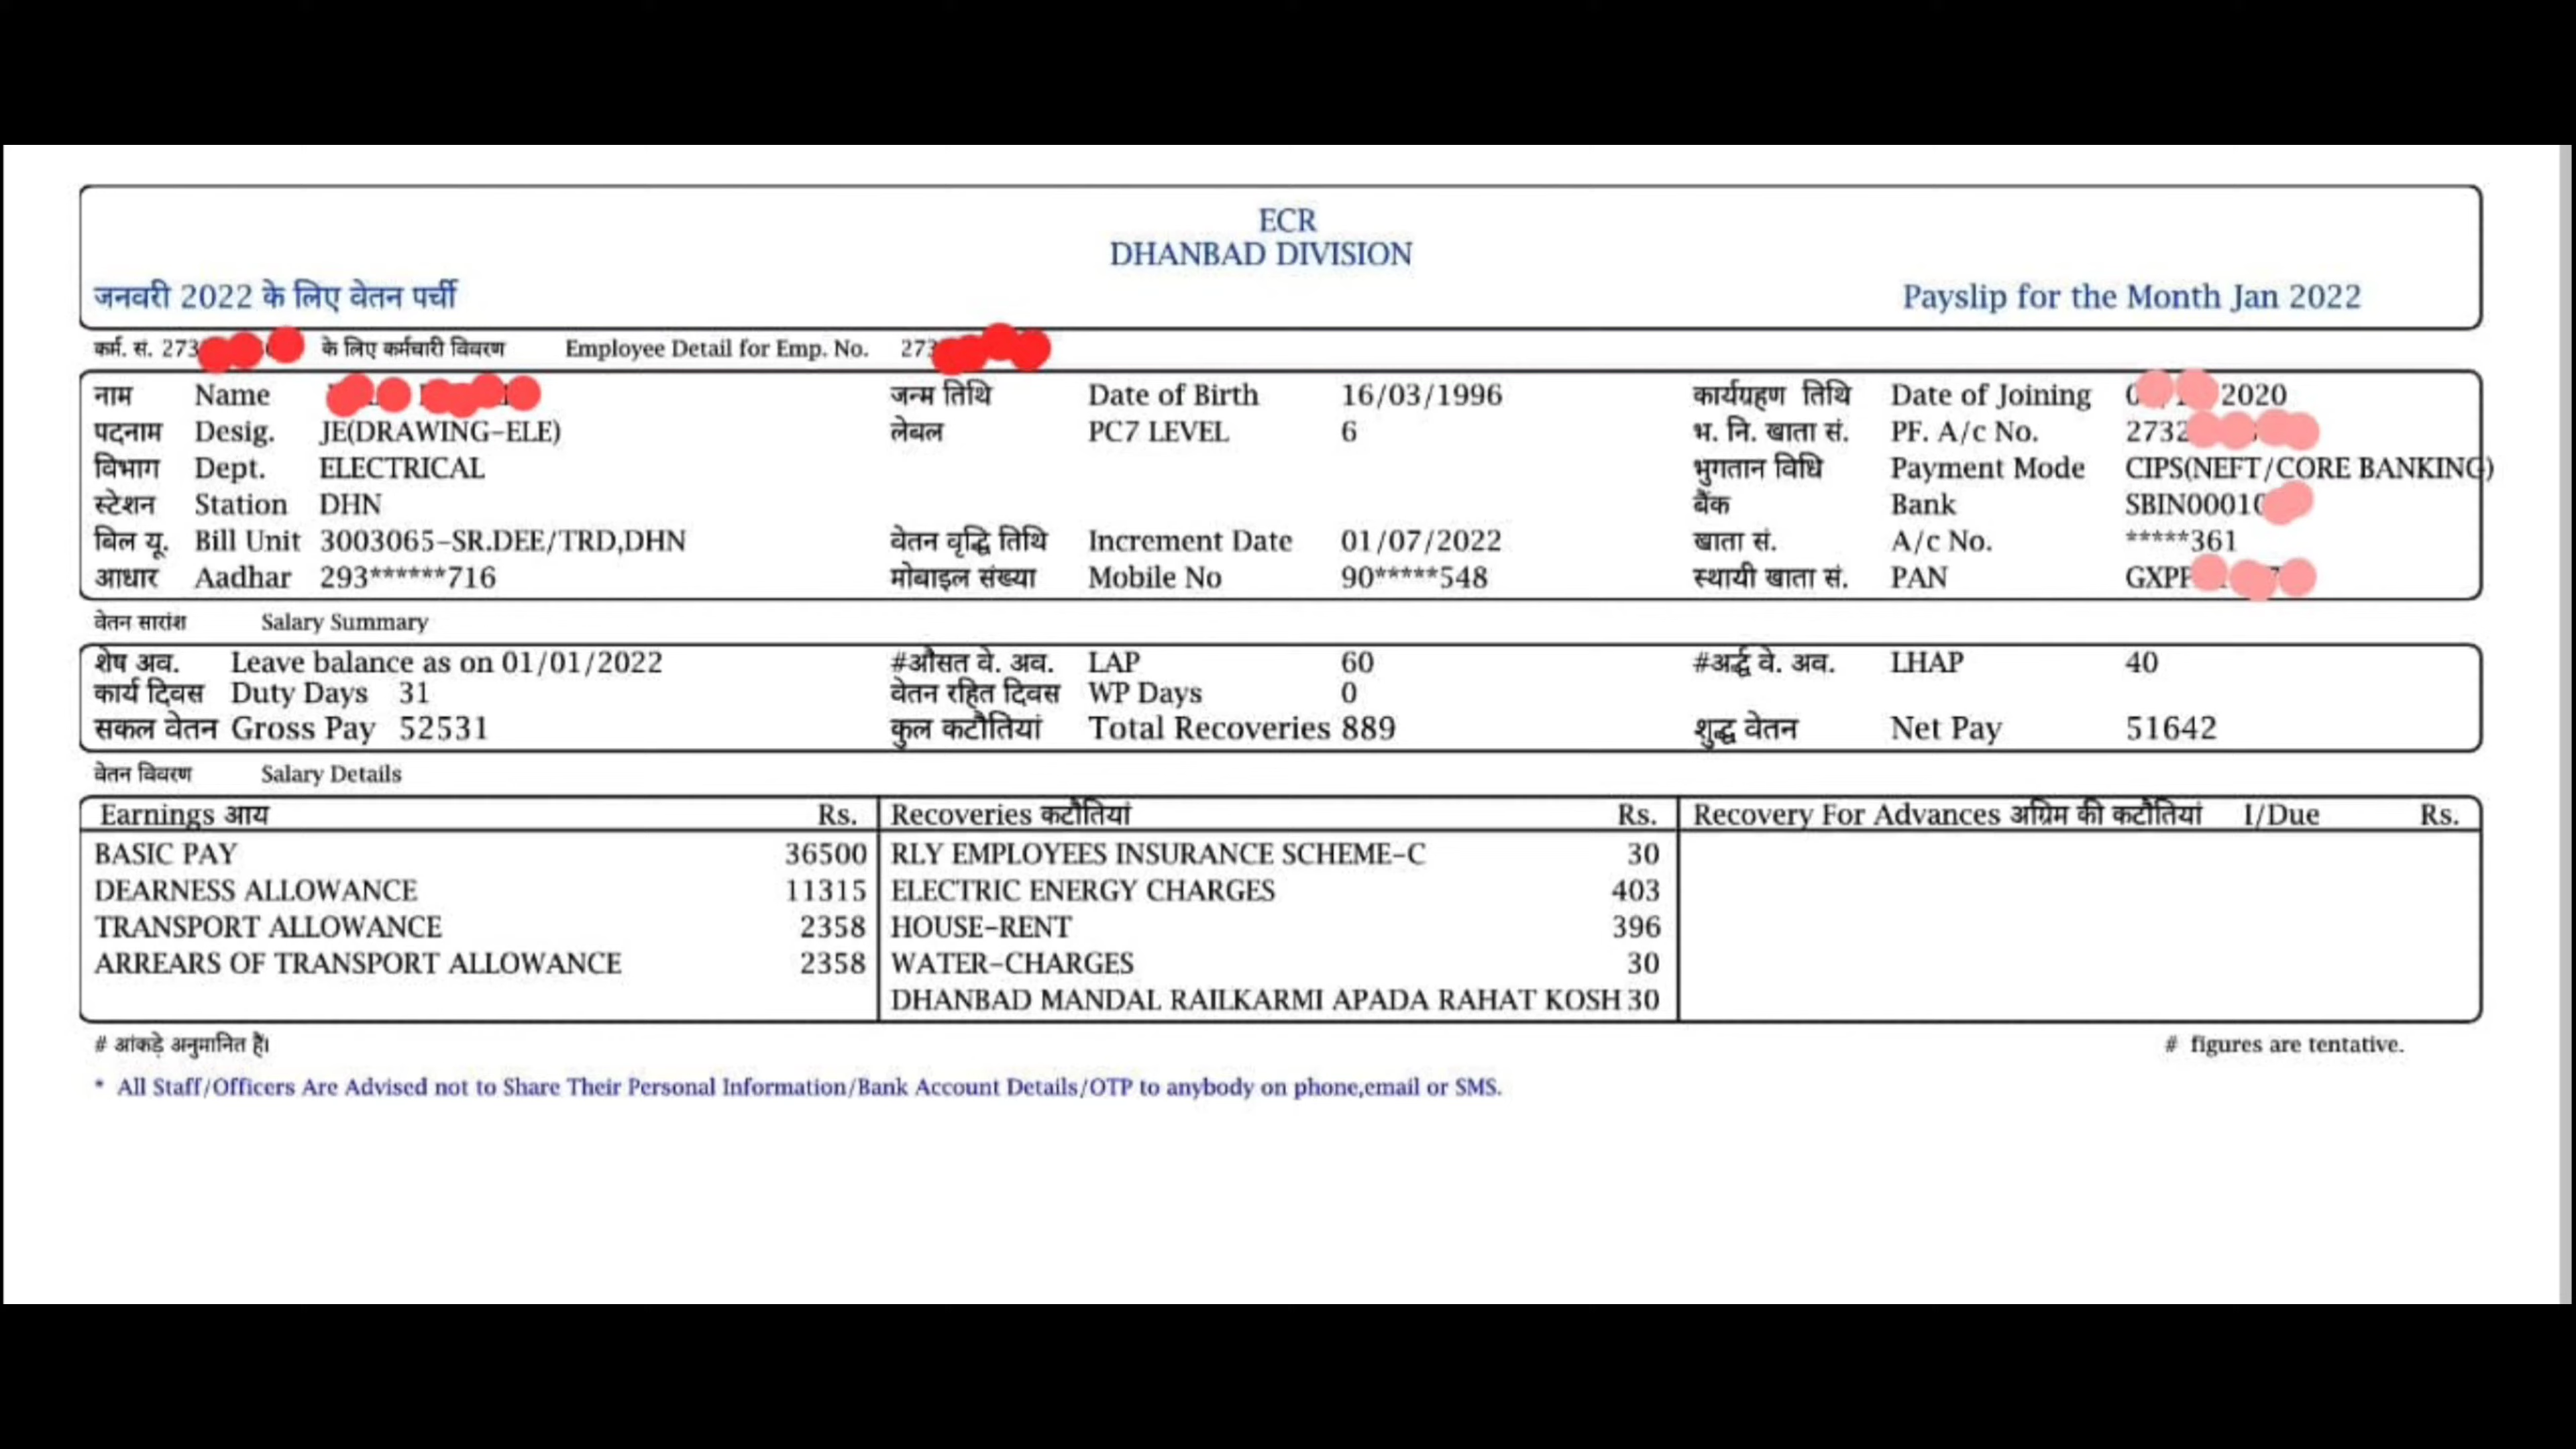 ECR
DHANBAD DIVISION
जनवरी 2022 के लिए वेतन पर्ची Payslip for the Month Jan 2022
कर्म. सं. 273 के लिए कर्मचारी विवरण Employee Detail for Emp. No. 273
नाम Name जन्म तिथि Date of Birth 16/03/1996 कार्यग्रहण तिथि Date of Joining 2020
पदनाम Desig. JE(DRAWING-ELE) लेबल PC7 LEVEL 6 भ. नि. खाता सं. PF. A/c No. 2732
विभाग Dept. ELECTRICAL भुगतान विधि Payment Mode CIPS(NEFT/CORE BANKING)
स्टेशन Station DHN बैंक Bank SBIN00010
बिल यू. Bill Unit 3003065-SR.DEE/TRD,DHN वेतन वृद्धि तिथि Increment Date 01/07/2022 खाता सं. A/c No. *****361
आधार Aadhar 293******716 मोबाइल संख्या Mobile No 90*****548 स्थायी खाता सं. PAN GXPF
वेतन सारांश Salary Summary
शेष अव. Leave balance as on 01/01/2022 #औसत वे. अव. LAP 60 #अर्द्ध वे. अव. LHAP 40
कार्य दिवस Duty Days 31 वेतन रहित दिवस WP Days 0
सकल वेतन Gross Pay 52531 कुल कटौतियां Total Recoveries 889 शुद्ध वेतन Net Pay 51642
वेतन विवरण Salary Details
Earnings आय Rs. Recoveries कटौतियां Rs. Recovery For Advances अग्रिम की कटौतियां I/Due Rs.
BASIC PAY 36500 RLY EMPLOYEES INSURANCE SCHEME-C 30
DEARNESS ALLOWANCE 11315 ELECTRIC ENERGY CHARGES 403
TRANSPORT ALLOWANCE 2358 HOUSE-RENT 396
ARREARS OF TRANSPORT ALLOWANCE 2358 WATER-CHARGES 30
DHANBAD MANDAL RAILKARMI APADA RAHAT KOSH 30
# आंकड़े अनुमानित हैं। # figures are tentative.
* All Staff/Officers Are Advised not to Share Their Personal Information/Bank Account Details/OTP to anybody on phone,email or SMS.